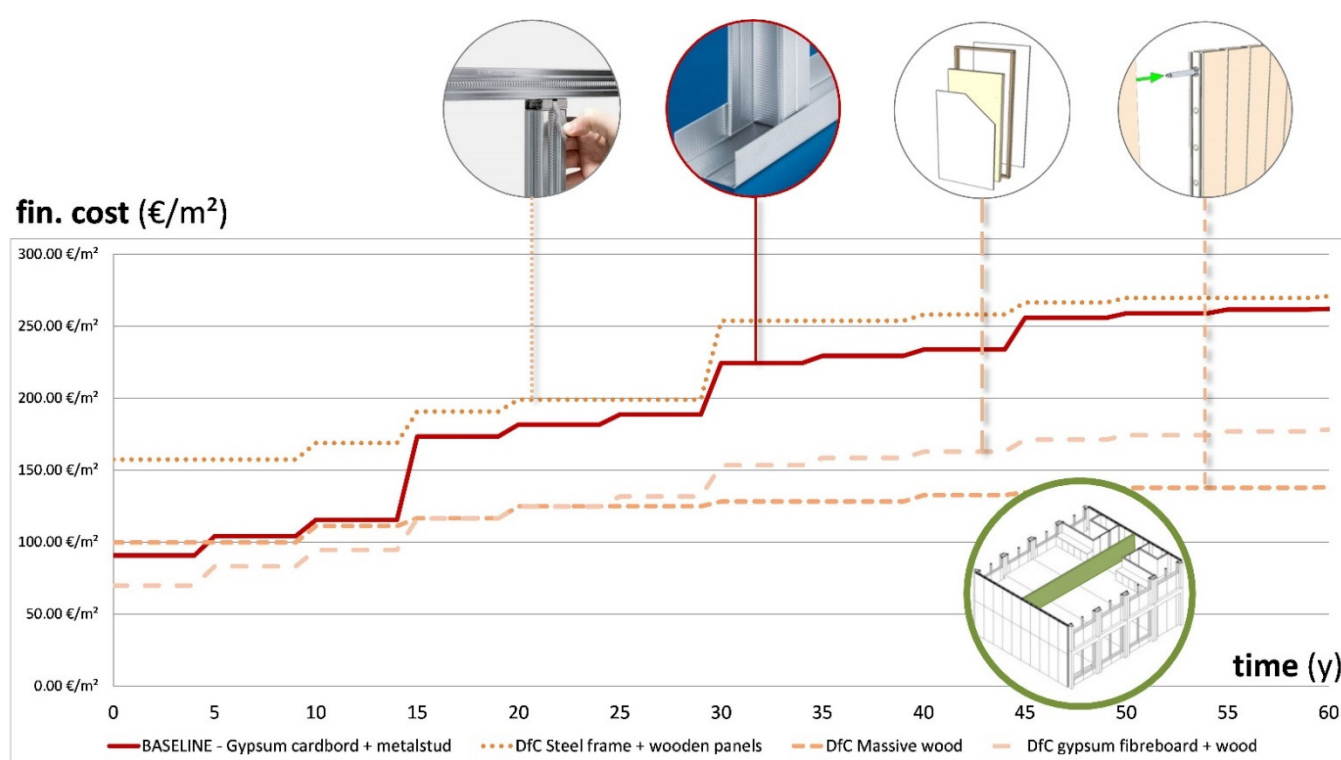 fin. cost (€/m²)
300.00 €/m²
250.00 €/m²
200.00 €/m²
150.00 €/m²
100.00 €/m²
50.00 €/m²
0.00 €/m²
time (y)
0 5 10 15 20 25 30 35 40 45 50 55 60
BASELINE - Gypsum cardbord + metalstud DfC Steel frame + wooden panels DfC Massive wood DfC gypsum fibreboard + wood